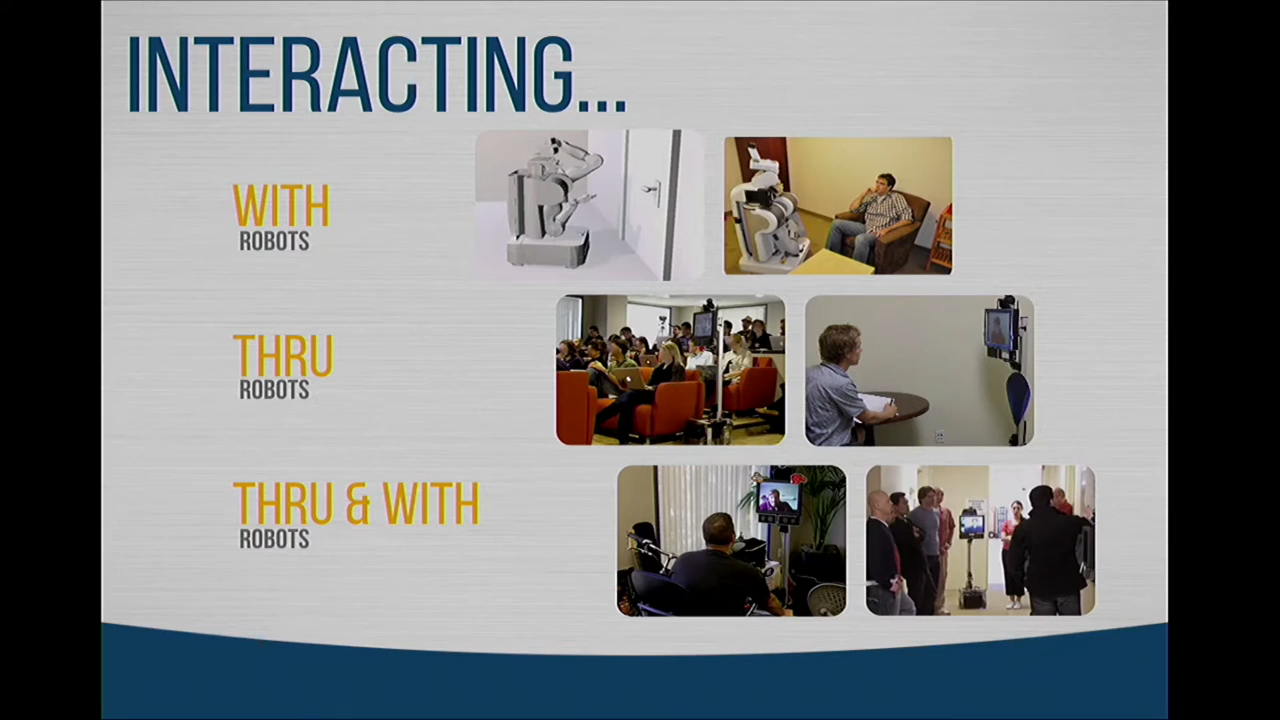 INTERACTING...
WITH
ROBOTS
THRU
ROBOTS
THRU & WITH
ROBOTS